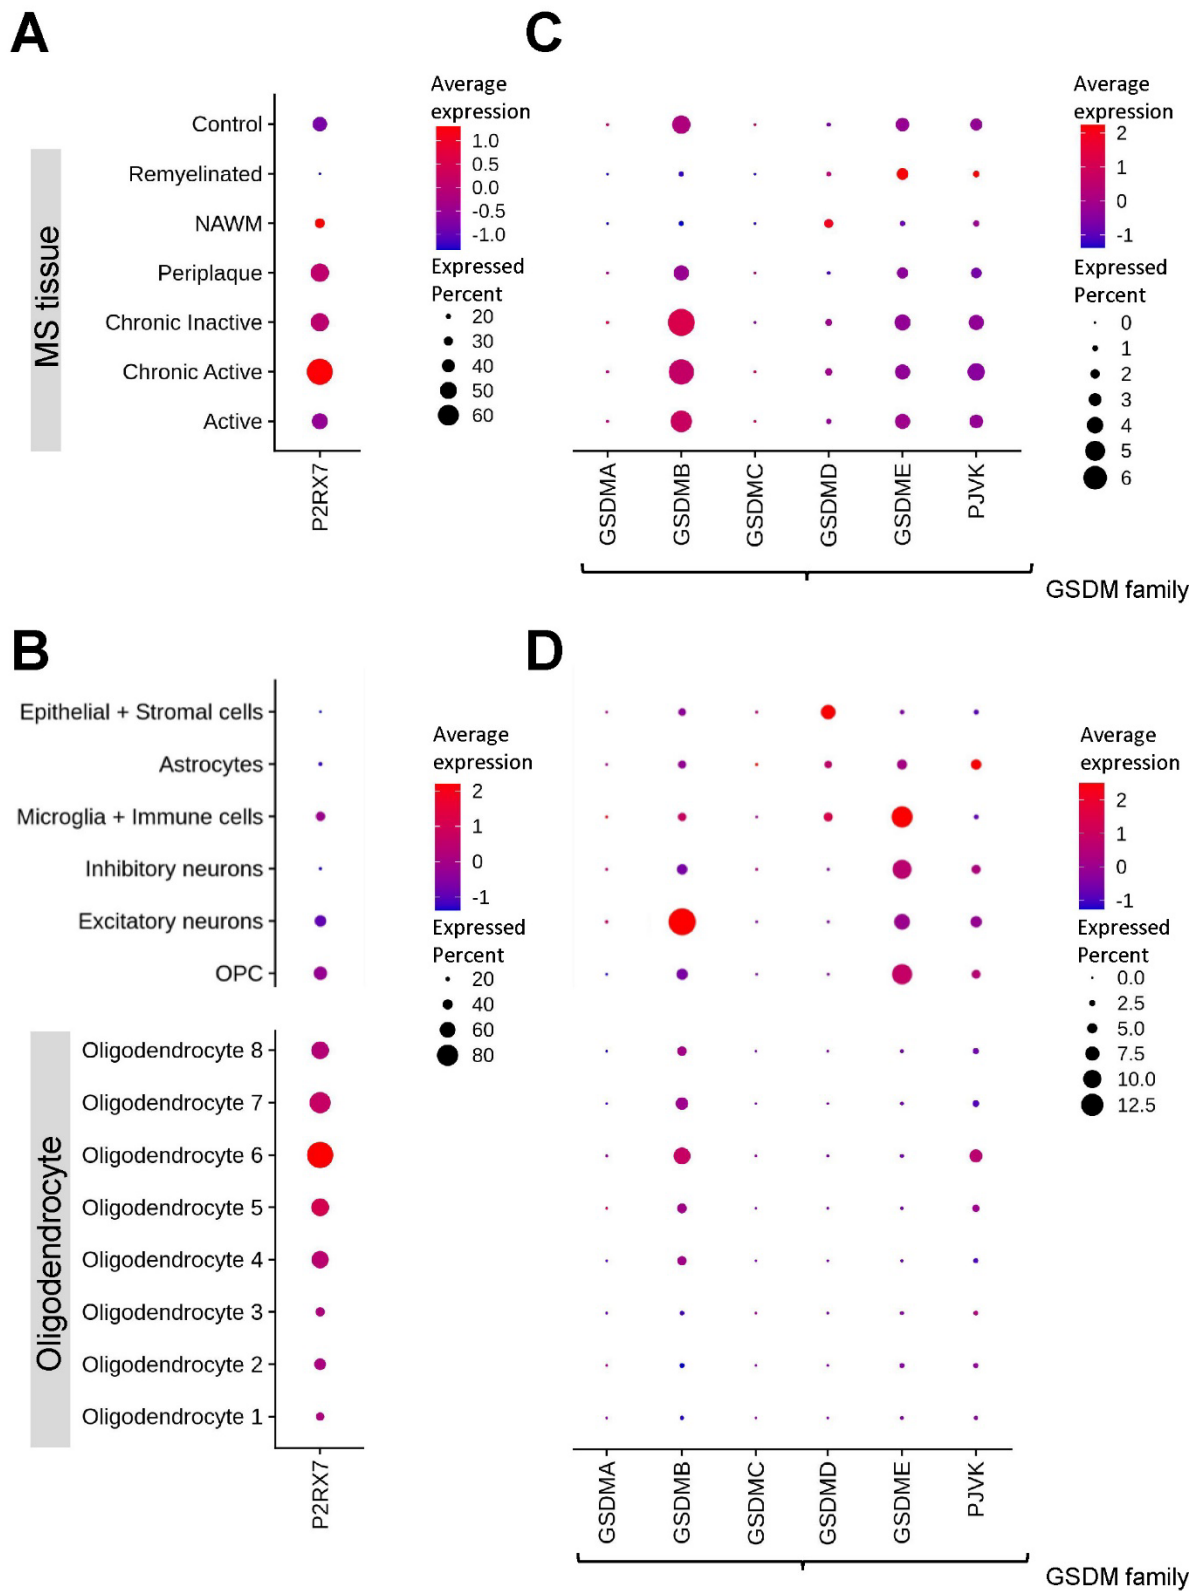 A
Control
Remyelinated
NAWM
Periplaque
Chronic Inactive
Chronic Active
Active
MS tissue
P2RX7
Average
expression
1.0
0.5
0.0
-0.5
-1.0
Expressed
Percent
20
30
40
50
60
C
GSDMA
GSDMB
GSDMC
GSDMD
GSDME
PJVK
GSDM family
Average
expression
2
1
0
-1
Expressed
Percent
0
1
2
3
4
5
6
B
Epithelial + Stromal cells
Astrocytes
Microglia + Immune cells
Inhibitory neurons
Excitatory neurons
OPC
Oligodendrocyte 8
Oligodendrocyte 7
Oligodendrocyte 6
Oligodendrocyte 5
Oligodendrocyte 4
Oligodendrocyte 3
Oligodendrocyte 2
Oligodendrocyte 1
Oligodendrocyte
P2RX7
Average
expression
2
1
0
-1
Expressed
Percent
20
40
60
80
D
GSDMA
GSDMB
GSDMC
GSDMD
GSDME
PJVK
GSDM family
Average
expression
2
1
0
-1
Expressed
Percent
0.0
2.5
5.0
7.5
10.0
12.5